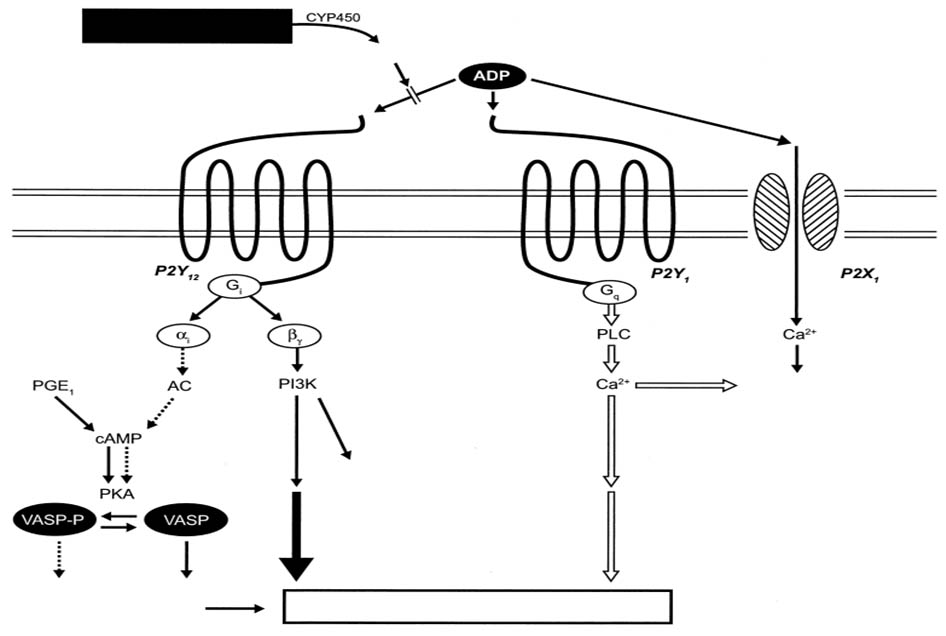 CYP450
ADP
P2Y12
P2Y1
P2X1
Gi
Gq
αi
βγ
PLC
Ca2+
PGE1
AC
PI3K
Ca2+
cAMP
PKA
VASP-P
VASP